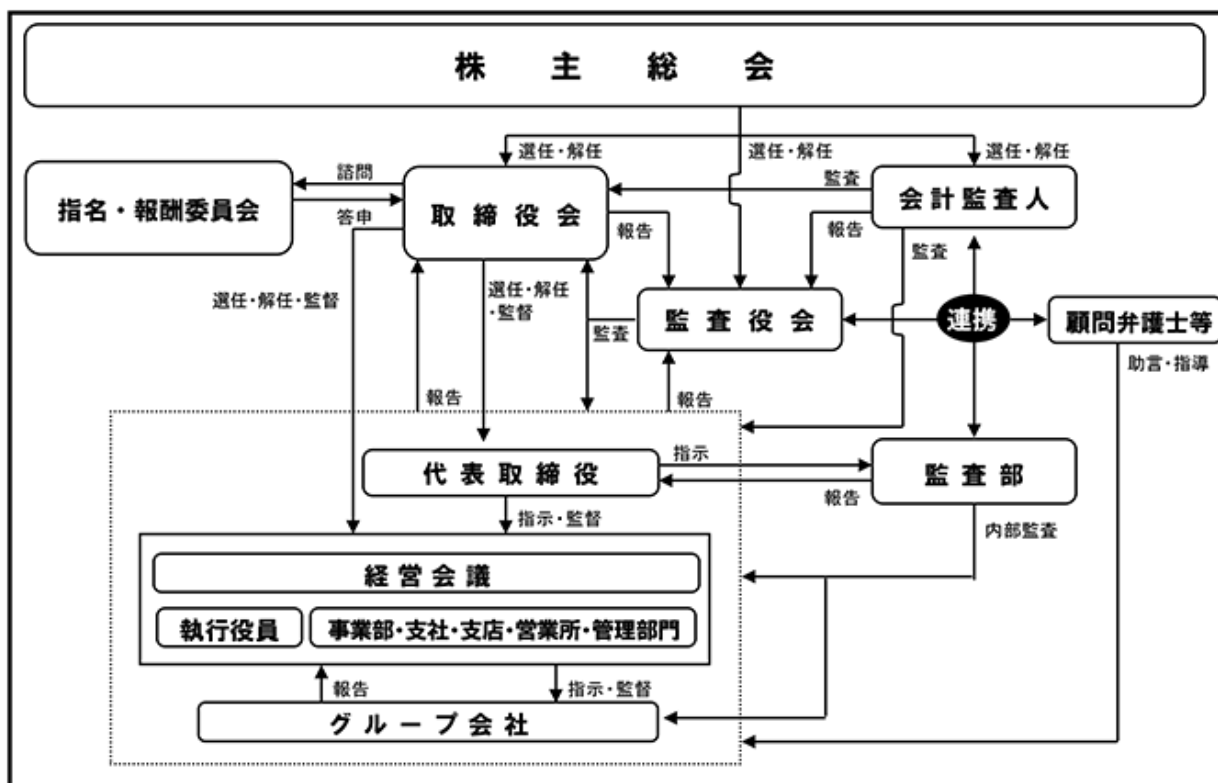 株主総会
選任・解任
選任・解任
選任・解任
指名・報酬委員会
諮問
答申
取締役会
監査
会計監査人
報告
報告
監査
選任・解任・監督
選任・解任
・監督
監査
監査役会
連携
顧問弁護士等
助言・指導
報告
報告
代表取締役
指示
報告
監査部
指示・監督
内部監査
経営会議
執行役員
事業部・支社・支店・営業所・管理部門
報告
指示・監督
グループ会社